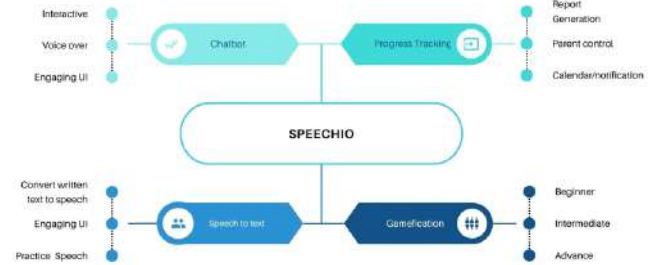 Interactive
Voice over
Engaging UI
Chatbot
Progress Tracking
Report
Generation
Parent control
Calendar/notification
SPEECHIO
Convert written
text to speech
Engaging UI
Practice Speech
Speech to text
Gamefication
Beginner
Intermediate
Advance